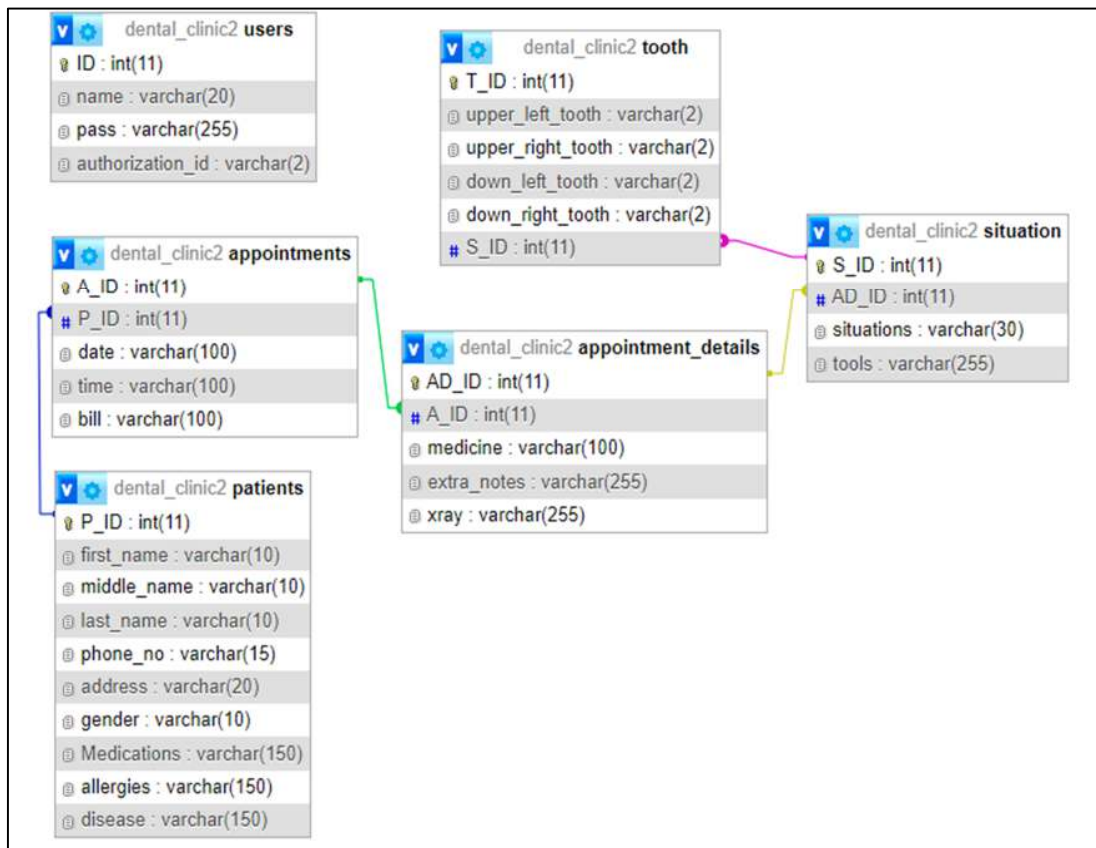 v dental_clinic2 users
ID : int(11)
name : varchar(20)
pass : varchar(255)
authorization_id : varchar(2)
v dental_clinic2 tooth
T_ID : int(11)
upper_left_tooth : varchar(2)
upper_right_tooth : varchar(2)
down_left_tooth : varchar(2)
down_right_tooth : varchar(2)
# S_ID : int(11)
v dental_clinic2 situation
S_ID : int(11)
# AD_ID : int(11)
situations : varchar(30)
tools : varchar(255)
v dental_clinic2 appointments
A_ID : int(11)
# P_ID : int(11)
date : varchar(100)
time : varchar(100)
bill : varchar(100)
v dental_clinic2 appointment_details
AD_ID : int(11)
# A_ID : int(11)
medicine : varchar(100)
extra_notes : varchar(255)
xray : varchar(255)
v dental_clinic2 patients
P_ID : int(11)
first_name : varchar(10)
middle_name : varchar(10)
last_name : varchar(10)
phone_no : varchar(15)
address : varchar(20)
gender : varchar(10)
Medications : varchar(150)
allergies : varchar(150)
disease : varchar(150)